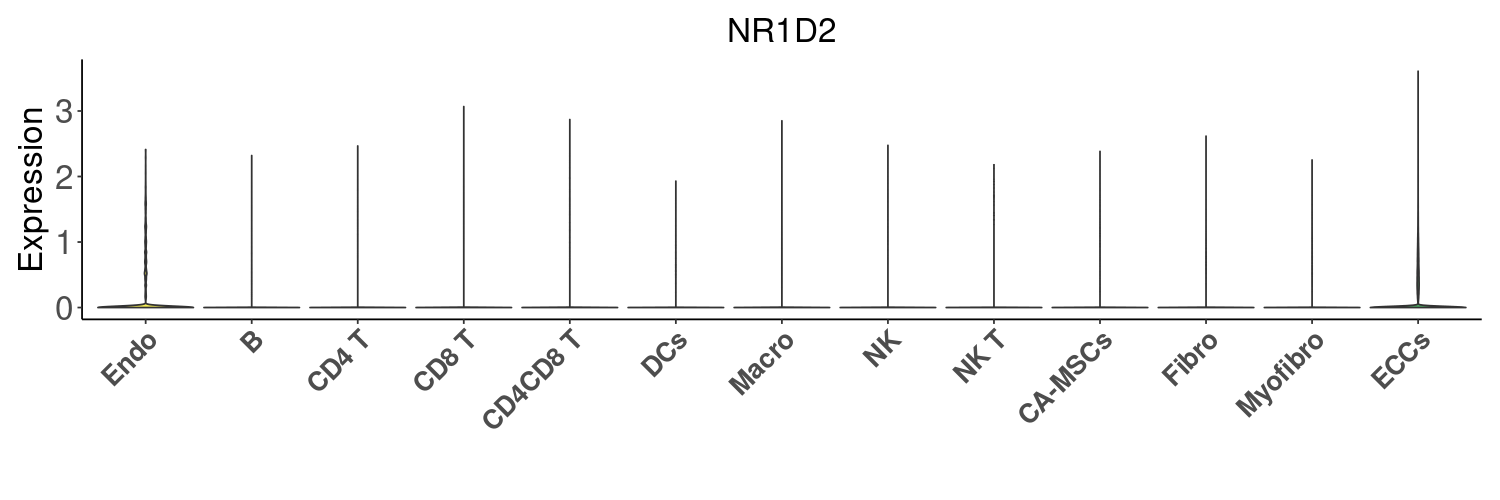 NR1D2
Expression
3
2
1
0
Endo
B
CD4 T
CD8 T
CD4CD8 T
DCs
Macro
NK
NK T
CA-MSCs
Fibro
Myofibro
ECCs